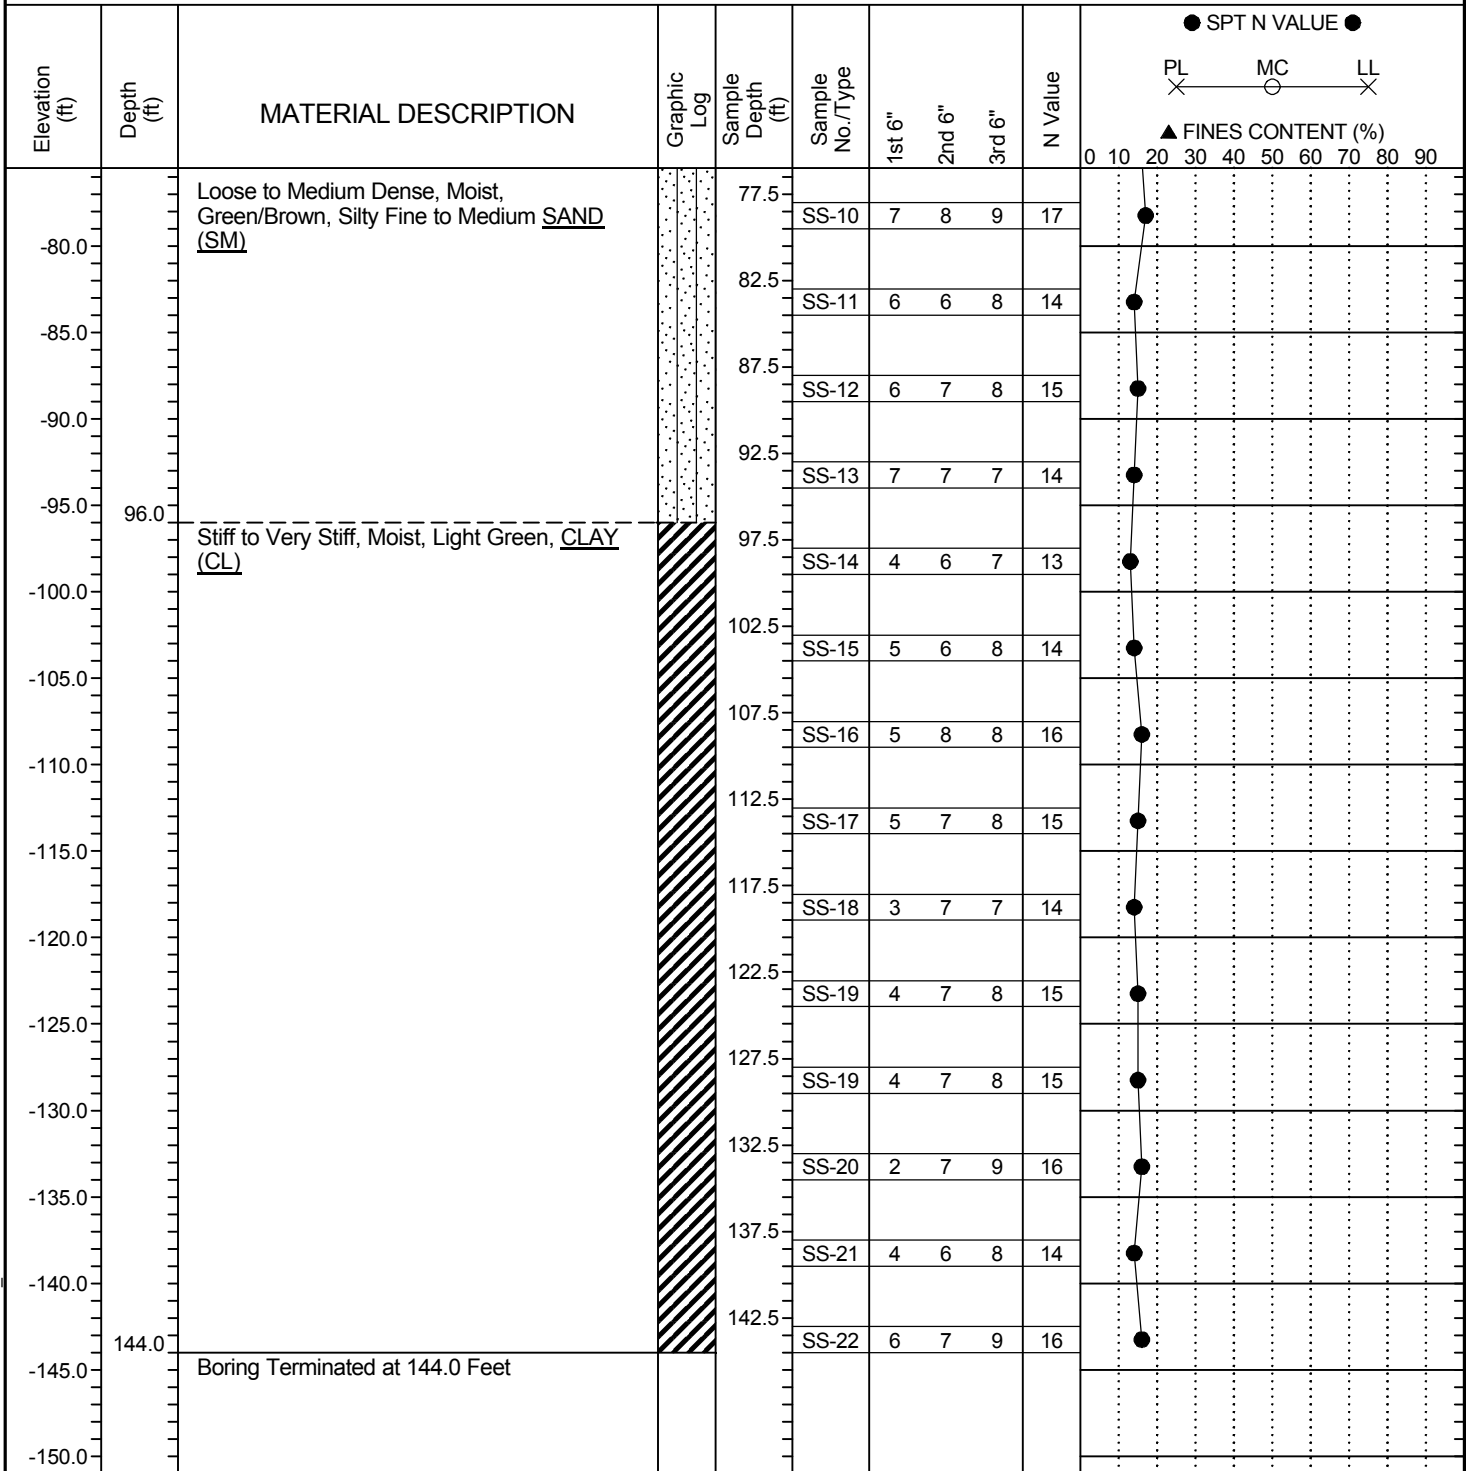 ● SPT N VALUE ●
PL MC LL
▲ FINES CONTENT (%)
0 10 20 30 40 50 60 70 80 90
Elevation
(ft)
Depth
(ft)
MATERIAL DESCRIPTION
Graphic
Log
Sample
Depth
(ft)
Sample
No./Type
1st 6"
2nd 6"
3rd 6"
N Value
Loose to Medium Dense, Moist,
Green/Brown, Silty Fine to Medium SAND
(SM)
77.5
SS-10 7 8 9 17
-80.0
82.5
SS-11 6 6 8 14
-85.0
87.5
SS-12 6 7 8 15
-90.0
92.5
SS-13 7 7 7 14
-95.0
96.0
Stiff to Very Stiff, Moist, Light Green, CLAY
(CL)
97.5
SS-14 4 6 7 13
-100.0
102.5
SS-15 5 6 8 14
-105.0
107.5
SS-16 5 8 8 16
-110.0
112.5
SS-17 5 7 8 15
-115.0
117.5
SS-18 3 7 7 14
-120.0
122.5
SS-19 4 7 8 15
-125.0
127.5
SS-19 4 7 8 15
-130.0
132.5
SS-20 2 7 9 16
-135.0
137.5
SS-21 4 6 8 14
-140.0
142.5
SS-22 6 7 9 16
144.0
Boring Terminated at 144.0 Feet
-145.0
-150.0